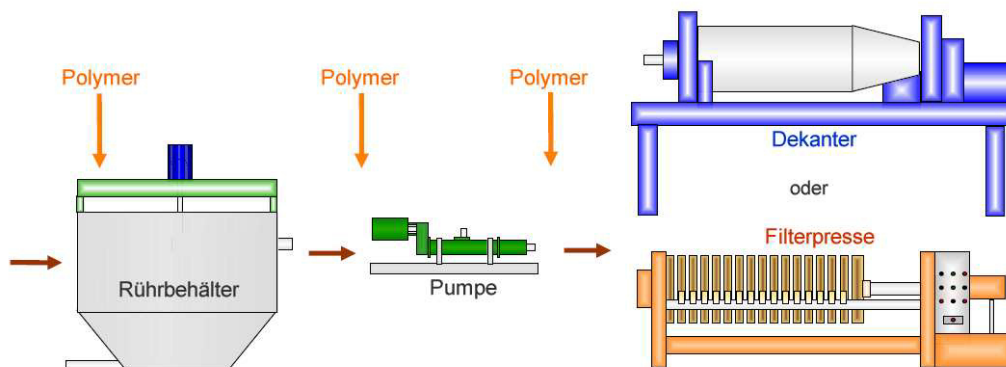 Polymer
Polymer
Polymer
Dekanter
oder
Filterpresse
Rührbehälter
Pumpe